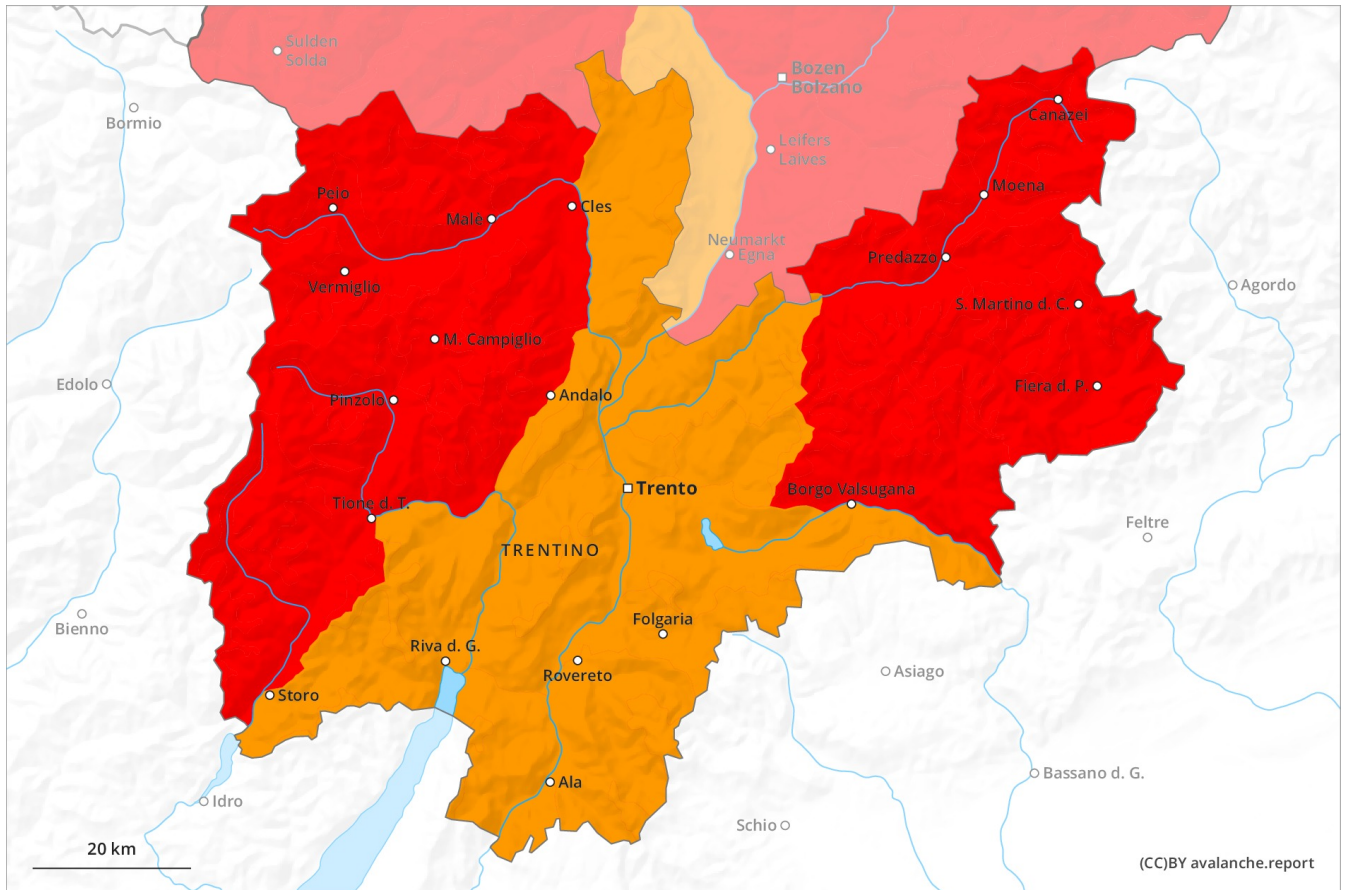 Sulden
Solda
Bozen
Bolzano
Bormio
Canazei
Leifers
Laives
Peio
Moena
Cles
Malé
Neumarkt
Egna
Predazzo
Vermiglio
Agordo
S. Martino d. C.
M. Campiglio
Edolo
Fiera d. P.
Andalo
Pinzolo
Trento
Borgo Valsugana
Tione d. T.
Feltre
TRENTINO
Bienno
Folgaria
Riva d. G.
Asiago
Rovereto
Storo
Bassano d. G.
Ala
Idro
Schio
20 km
(CC)BY avalanche.report